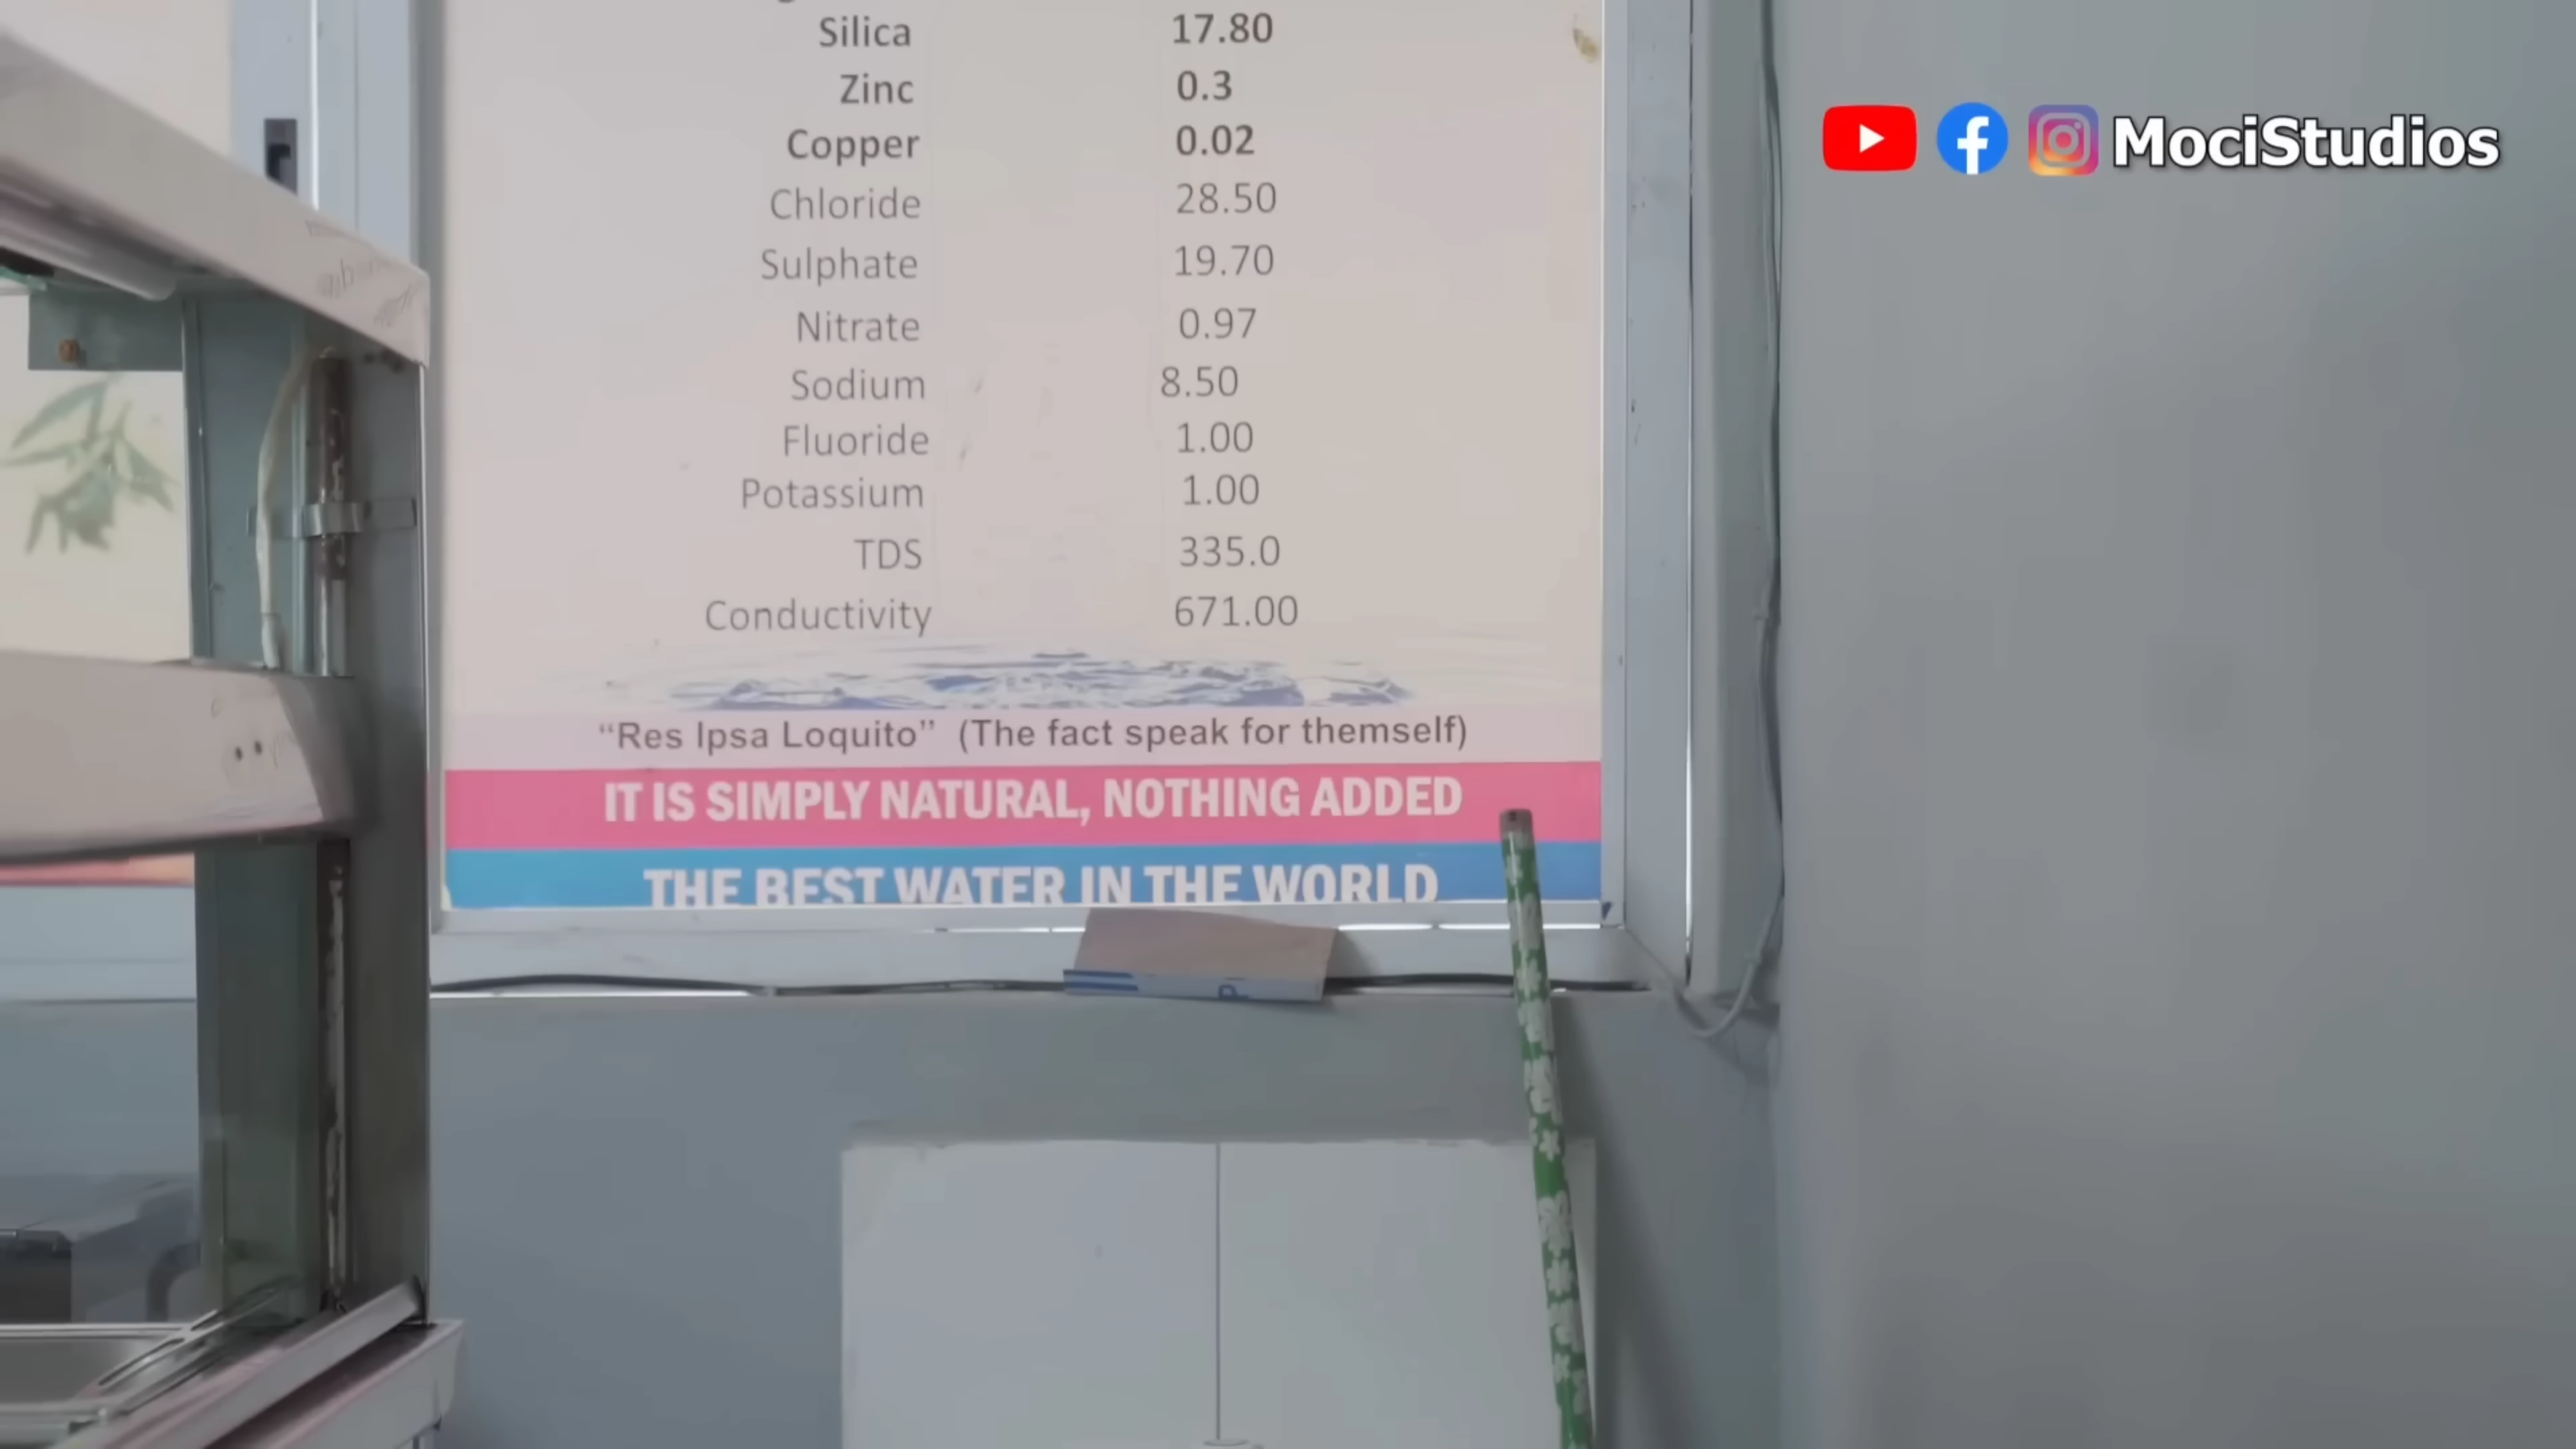 Silica 17.80
Zinc 0.3
Copper 0.02
Chloride 28.50
Sulphate 19.70
Nitrate 0.97
Sodium 8.50
Fluoride 1.00
Potassium 1.00
TDS 335.0
Conductivity 671.00
“Res Ipsa Loquito” (The fact speak for themself)
IT IS SIMPLY NATURAL, NOTHING ADDED
THE BEST WATER IN THE WORLD
MociStudios